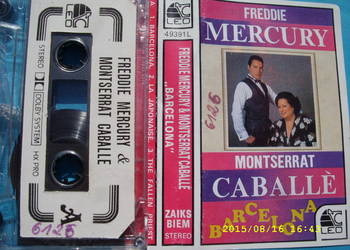 STEREO
DOLBY SYSTEM
HX PRO
FREDDIE MERCURY &
MONTSERRAT CABALLE
6125
A
A 1. BARCELONA. 2. LA JAPONAISE. 3. THE FALLEN PRIEST
49391L
LEO
FREDDIE MERCURY & MONTSERRAT CABALLE
„BARCELONA"
ZAIKS
BIEM
STEREO
FREDDIE
MERCURY
6125
MONTSERRAT
CABALLÈ
BARCELONA
LEO
2015/08/16 16:43